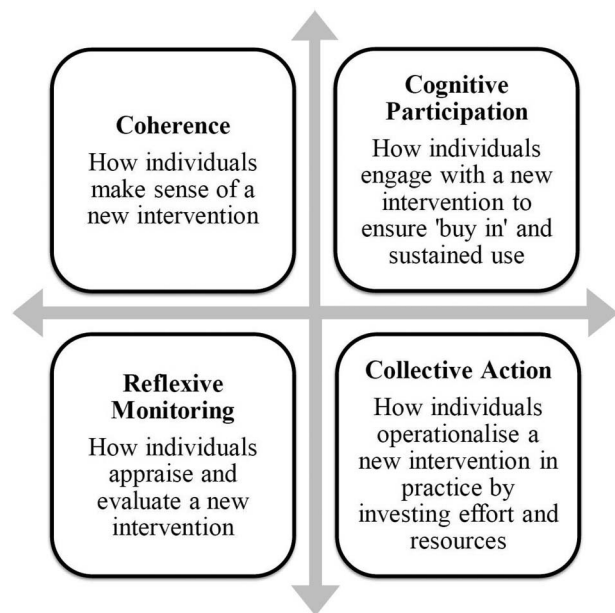 Coherence
How individuals
make sense of a
new intervention
Cognitive
Participation
How individuals
engage with a new
intervention to
ensure 'buy in' and
sustained use
Reflexive
Monitoring
How individuals
appraise and
evaluate a new
intervention
Collective Action
How individuals
operationalise a
new intervention in
practice by
investing effort and
resources